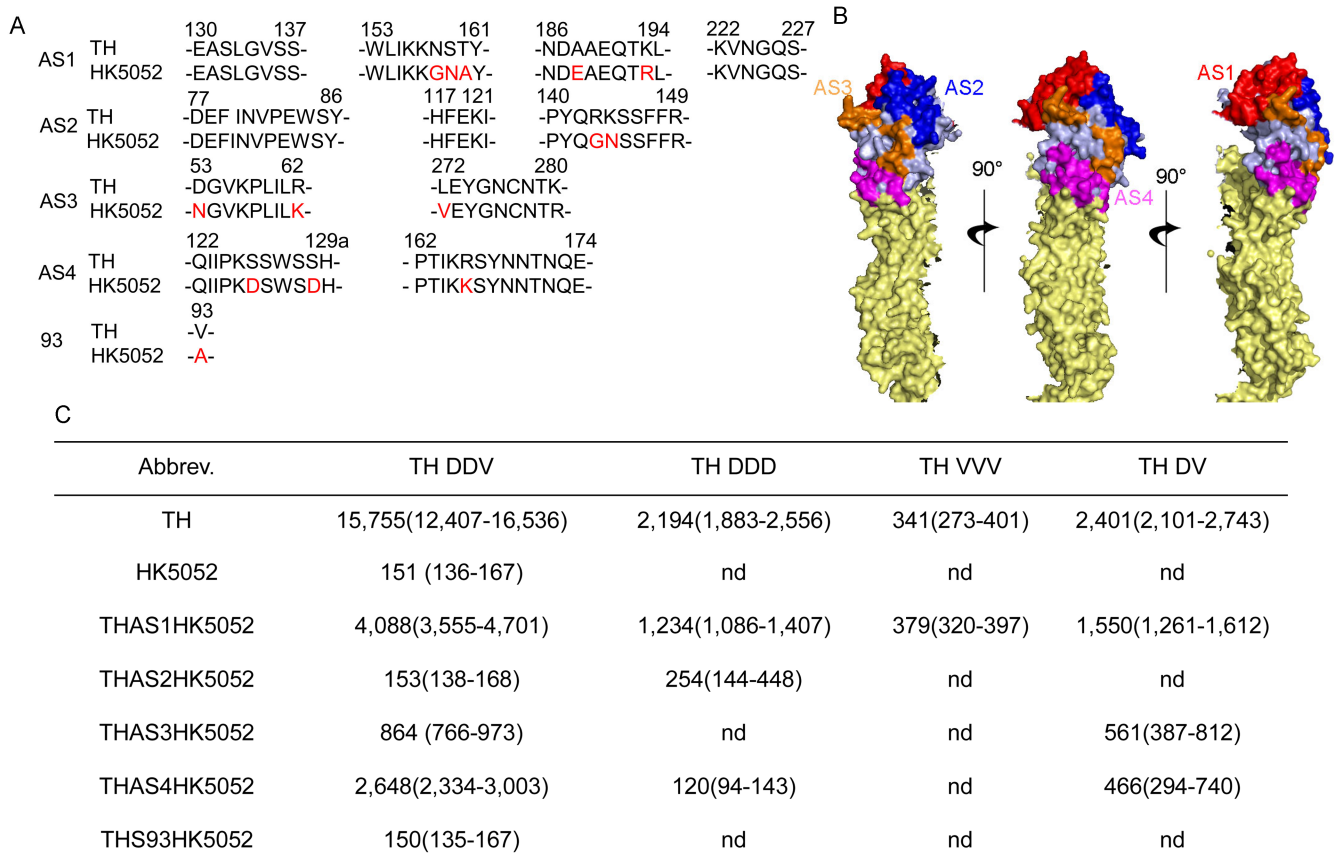 A
130 137 153 161 186 194 222 227
AS1
TH -EASLGVSS- -WLIKKNSTY- -NDAAEQTKL- -KVNGQS-
HK5052 -EASLGVSS- -WLIKKGNAY- -NDEAEQTRL- -KVNGQS-
77 86 117 121 140 149
AS2
TH -DEF INVPEWSY- -HFEKI- -PYQRKSSFFR-
HK5052 -DEFINVPEWSY- -HFEKI- -PYQGNSSFFR-
53 62 272 280
AS3
TH -DGVKPLILR- -LEYGNCNTK-
HK5052 -NGVKPLILK- -VEYGNCNTR-
122 129a 162 174
AS4
TH -QIIPKSSWSSH- - PTIKRSYNNTNQE-
HK5052 -QIIPKDSWSDH- - PTIKKSYNNTNQE-
93
93
TH -V-
HK5052 -A-
B
AS3 AS2 AS1
90° 90°
AS4
C
Abbrev. TH DDV TH DDD TH VVV TH DV
TH 15,755(12,407-16,536) 2,194(1,883-2,556) 341(273-401) 2,401(2,101-2,743)
HK5052 151 (136-167) nd nd nd
THAS1HK5052 4,088(3,555-4,701) 1,234(1,086-1,407) 379(320-397) 1,550(1,261-1,612)
THAS2HK5052 153(138-168) 254(144-448) nd nd
THAS3HK5052 864 (766-973) nd nd 561(387-812)
THAS4HK5052 2,648(2,334-3,003) 120(94-143) nd 466(294-740)
THS93HK5052 150(135-167) nd nd nd